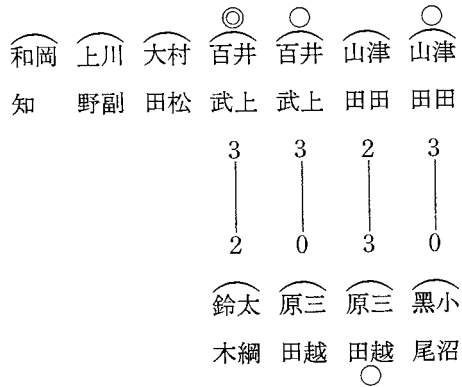 ○
津田
山田
3―0
小沼
黑尾
津田
山田
2―3
三越
原田
○
○
井上
百武
3―0
三越
原田
◎
井上
百武
3―2
太綱
鈴木
村松
大田
川副
上野
岡
和知